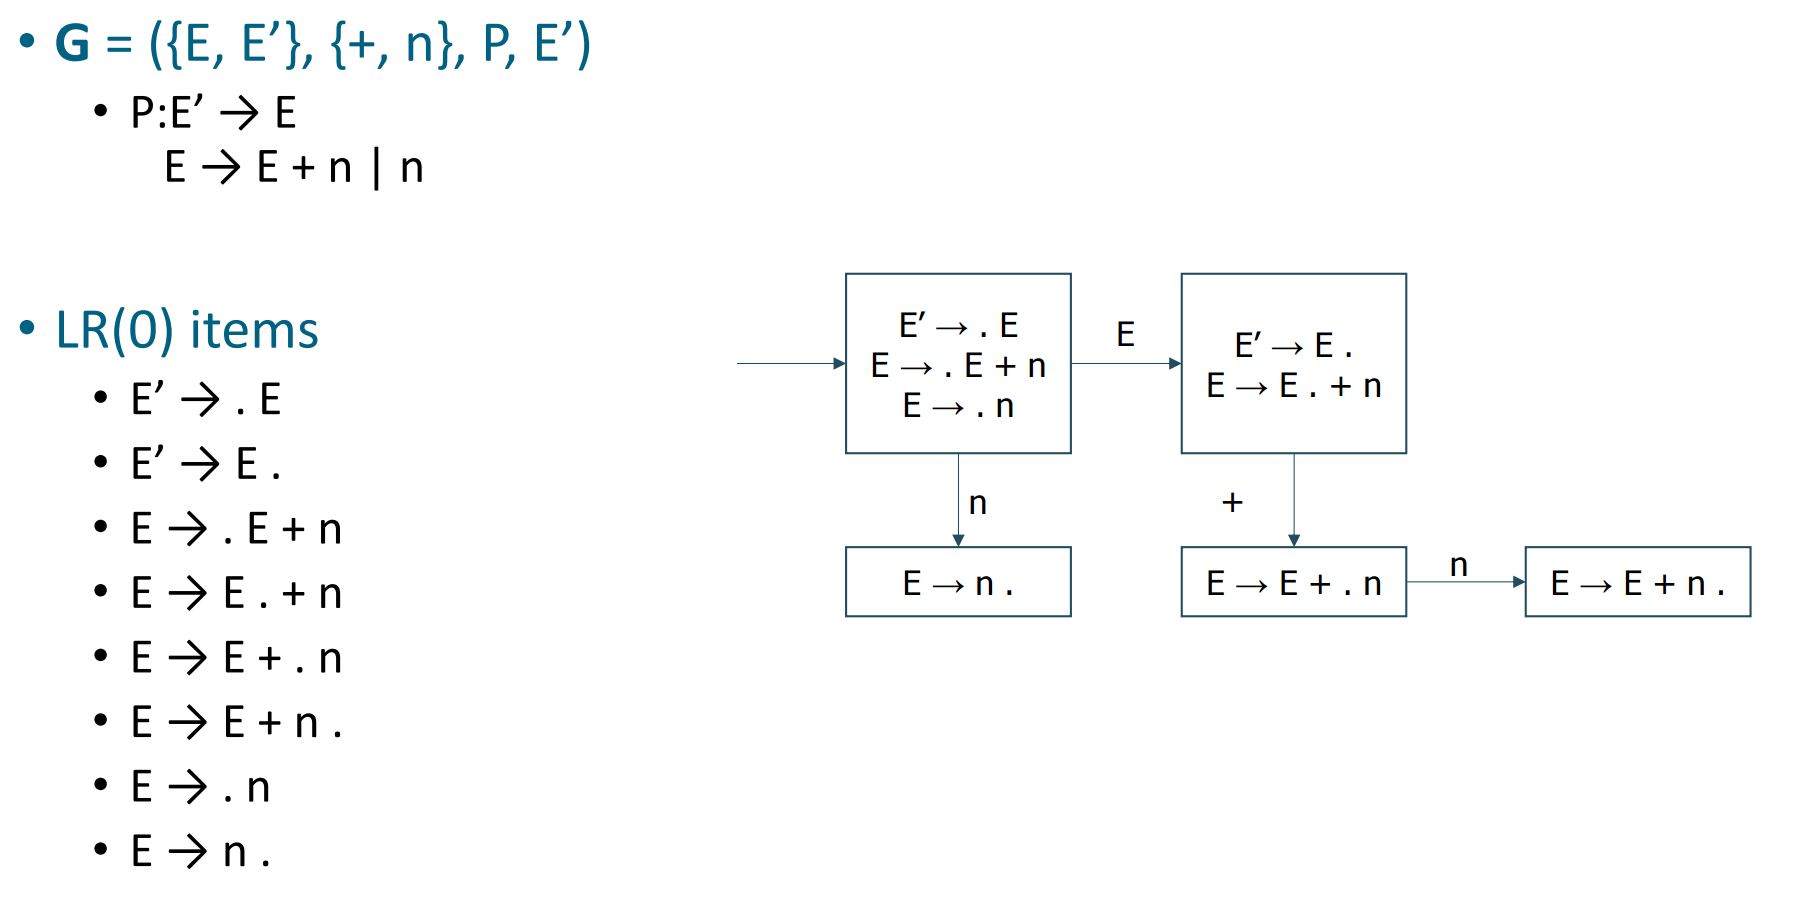 • G = ({E, E’}, {+, n}, P, E’)
• P:E’ → E
E → E + n | n
• LR(0) items
• E’ → . E
• E’ → E .
• E → . E + n
• E → E . + n
• E → E + . n
• E → E + n .
• E → . n
• E → n .
E’ → . E
E → . E + n
E → . n
E
E’ → E .
E → E . + n
n
+
E → n .
E → E + . n
n
E → E + n .